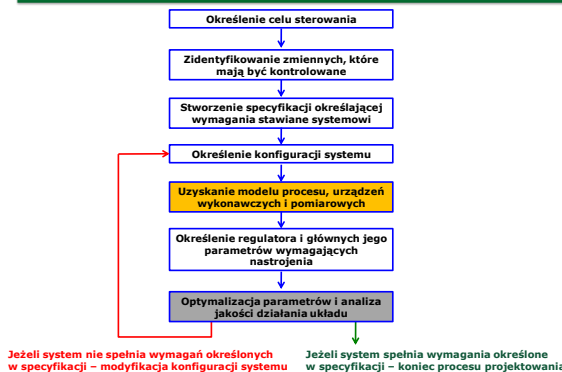 Określenie celu sterowania
Zidentyfikowanie zmiennych, które
mają być kontrolowane
Stworzenie specyfikacji określającej
wymagania stawiane systemowi
Określenie konfiguracji systemu
Uzyskanie modelu procesu, urządzeń
wykonawczych i pomiarowych
Określenie regulatora i głównych jego
parametrów wymagających
nastrojenia
Optymalizacja parametrów i analiza
jakości działania układu
Jeżeli system nie spełnia wymagań określonych
w specyfikacji – modyfikacja konfiguracji systemu
Jeżeli system spełnia wymagania określone
w specyfikacji – koniec procesu projektowania